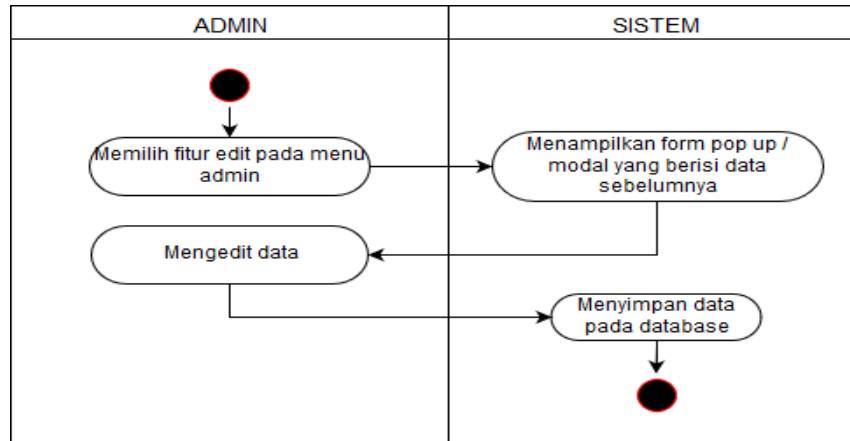 ADMIN
SISTEM
Memilih fitur edit pada menu
admin
Menampilkan form pop up /
modal yang berisi data
sebelumnya
Mengedit data
Menyimpan data
pada database